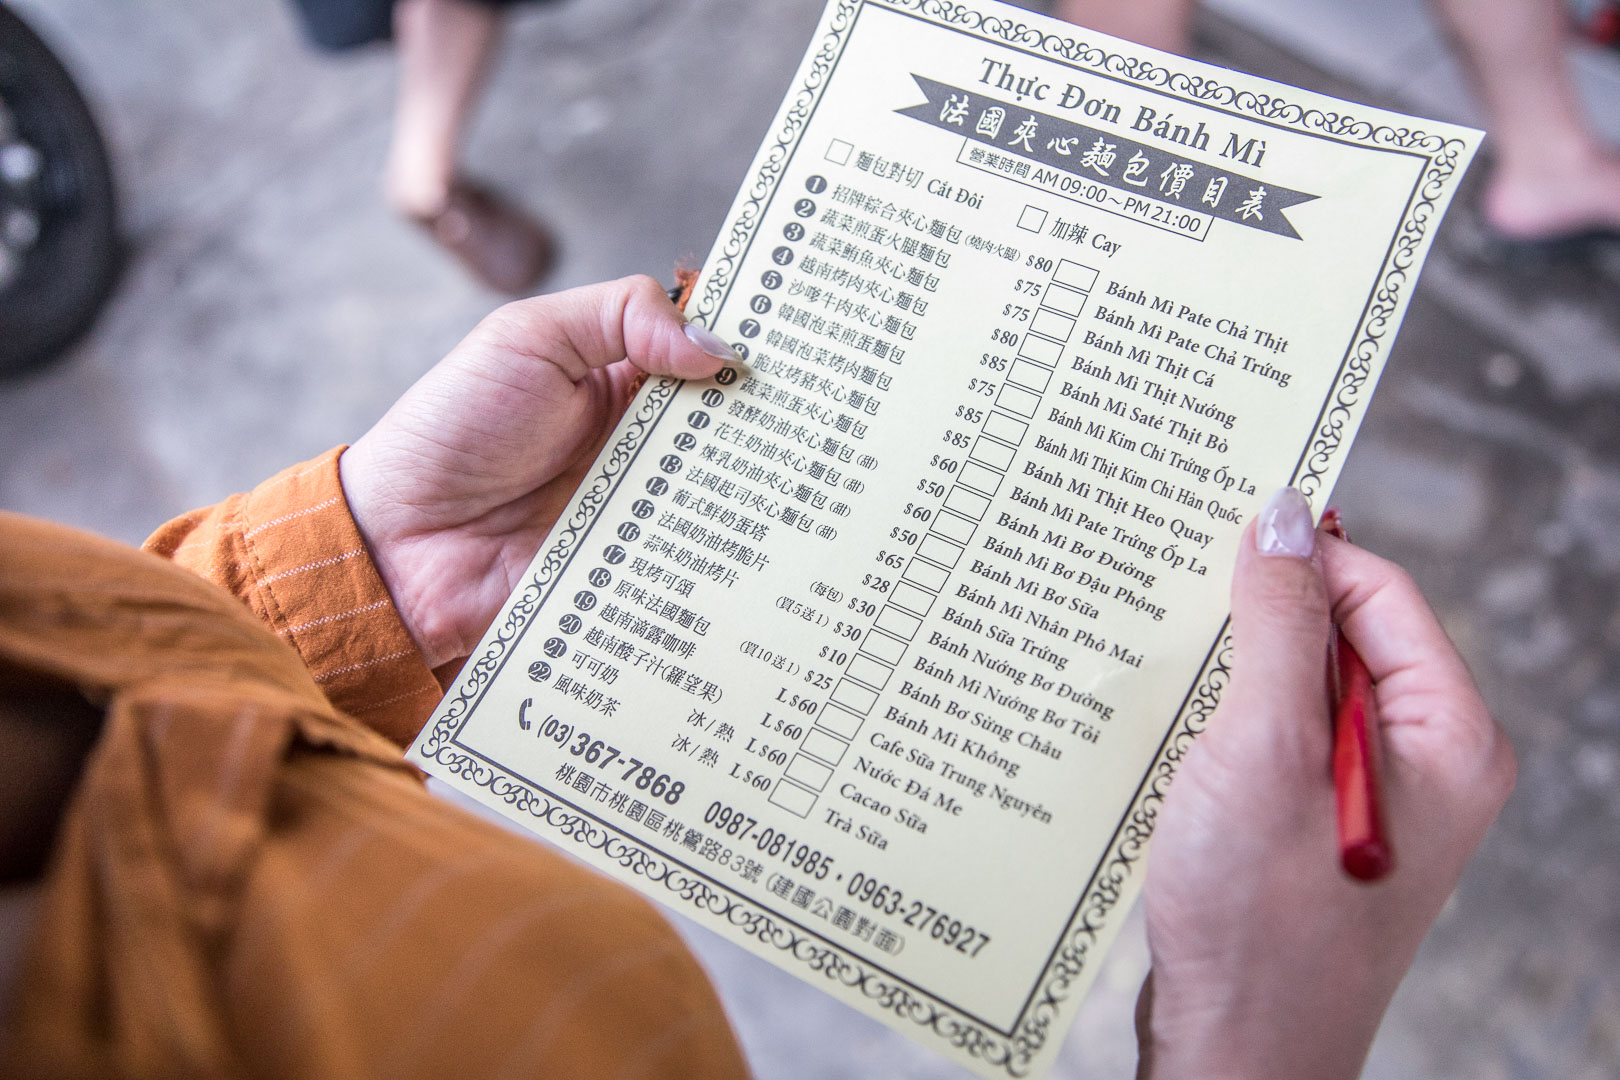 Thực Đơn Bánh Mì
法國夾心麵包價目表
營業時間 AM 09:00～PM 21:00
麵包對切 Cắt Đôi 加辣 Cay
1 招牌綜合夾心麵包 (燒肉火腿) $80 Bánh Mì Pate Chả Thịt
2 蔬菜煎蛋火腿麵包 $75 Bánh Mì Pate Chả Trứng
3 蔬菜鮪魚夾心麵包 $75 Bánh Mì Thịt Cá
4 越南烤肉夾心麵包 $80 Bánh Mì Thịt Nướng
5 沙嗲牛肉夾心麵包 $85 Bánh Mì Saté Thịt Bò
6 韓國泡菜煎蛋麵包 $75 Bánh Mì Kim Chi Trứng Ốp La
7 韓國泡菜烤肉麵包 $85 Bánh Mì Thịt Kim Chi Hàn Quốc
8 脆皮烤豬夾心麵包 $85 Bánh Mì Thịt Heo Quay
9 蔬菜煎蛋夾心麵包 $60 Bánh Mì Pate Trứng Ốp La
10 發酵奶油夾心麵包 (甜) $50 Bánh Mì Bơ Đường
11 花生奶油夾心麵包 (甜) $60 Bánh Mì Bơ Đậu Phộng
12 煉乳奶油夾心麵包 (甜) $50 Bánh Mì Bơ Sữa
13 法國起司夾心麵包 (甜) $65 Bánh Mì Nhân Phô Mai
14 葡式鮮奶蛋塔 $28 Bánh Sữa Trứng
15 法國奶油烤脆片 (每包) $30 Bánh Nướng Bơ Đường
16 蒜味奶油烤片 (買5送1) $30 Bánh Mì Nướng Bơ Tỏi
17 現烤可頌 $10 Bánh Bơ Sừng Châu
18 原味法國麵包 (買10送1) $25 Bánh Mì Không
19 越南滴露咖啡 L $60 Cafe Sữa Trung Nguyên
20 越南酸子汁(羅望果) L $60 Nước Đá Me
21 可可奶 冰/熱 L $60 Cacao Sữa
22 風味奶茶 冰/熱 L $60 Trà Sữa
(03)367-7868 0987-081985，0963-276927
桃園市桃園區桃鶯路83號(建國公園對面)